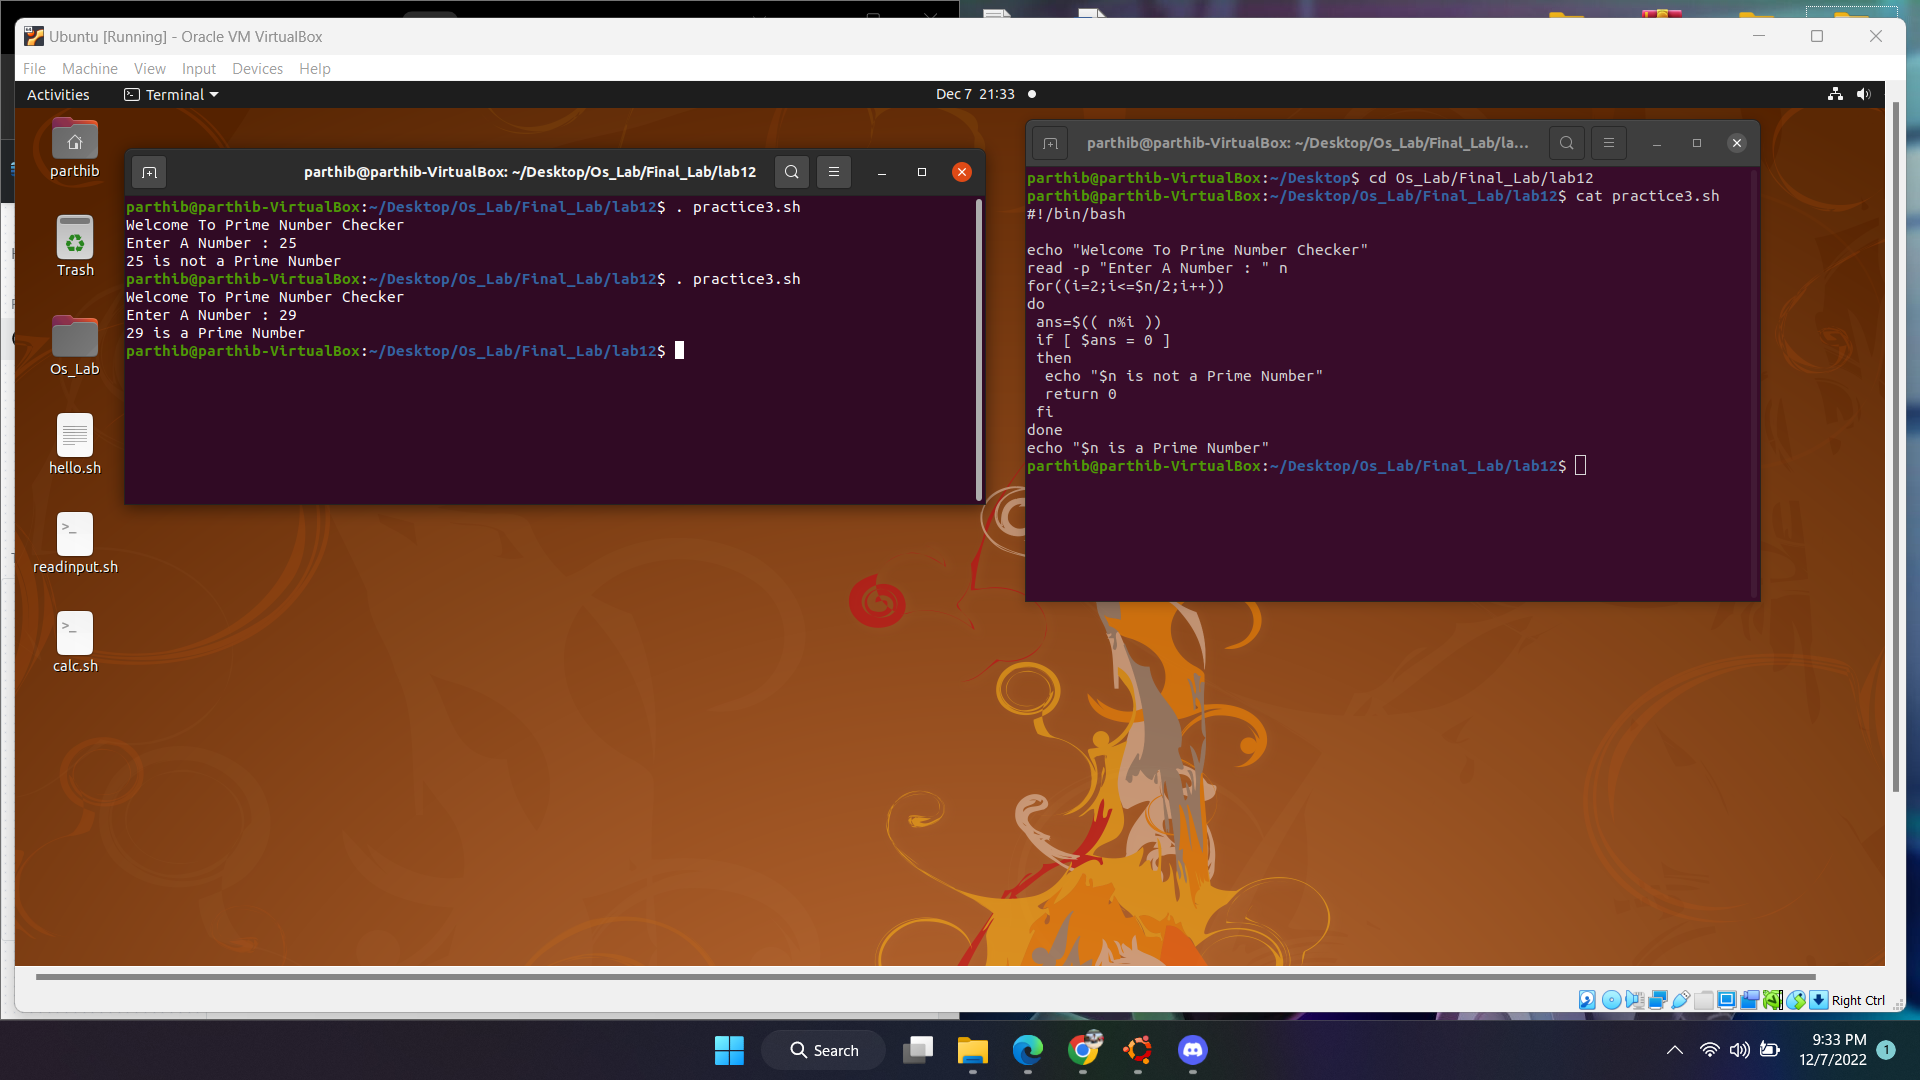 Ubuntu [Running] - Oracle VM VirtualBox
File Machine View Input Devices Help
Activities Terminal Dec 7 21:33
parthib
Trash
Os_Lab
hello.sh
readinput.sh
calc.sh
parthib@parthib-VirtualBox: ~/Desktop/Os_Lab/Final_Lab/lab12
parthib@parthib-VirtualBox:~/Desktop/Os_Lab/Final_Lab/lab12$ . practice3.sh
Welcome To Prime Number Checker
Enter A Number : 25
25 is not a Prime Number
parthib@parthib-VirtualBox:~/Desktop/Os_Lab/Final_Lab/lab12$ . practice3.sh
Welcome To Prime Number Checker
Enter A Number : 29
29 is a Prime Number
parthib@parthib-VirtualBox:~/Desktop/Os_Lab/Final_Lab/lab12$
parthib@parthib-VirtualBox: ~/Desktop/Os_Lab/Final_Lab/la...
parthib@parthib-VirtualBox:~/Desktop$ cd Os_Lab/Final_Lab/lab12
parthib@parthib-VirtualBox:~/Desktop/Os_Lab/Final_Lab/lab12$ cat practice3.sh
#!/bin/bash
echo "Welcome To Prime Number Checker"
read -p "Enter A Number : " n
for((i=2;i<=$n/2;i++))
do
 ans=$(( n%i ))
 if [ $ans = 0 ]
 then
  echo "$n is not a Prime Number"
  return 0
 fi
done
echo "$n is a Prime Number"
parthib@parthib-VirtualBox:~/Desktop/Os_Lab/Final_Lab/lab12$
Right Ctrl
Search
9:33 PM
12/7/2022
1